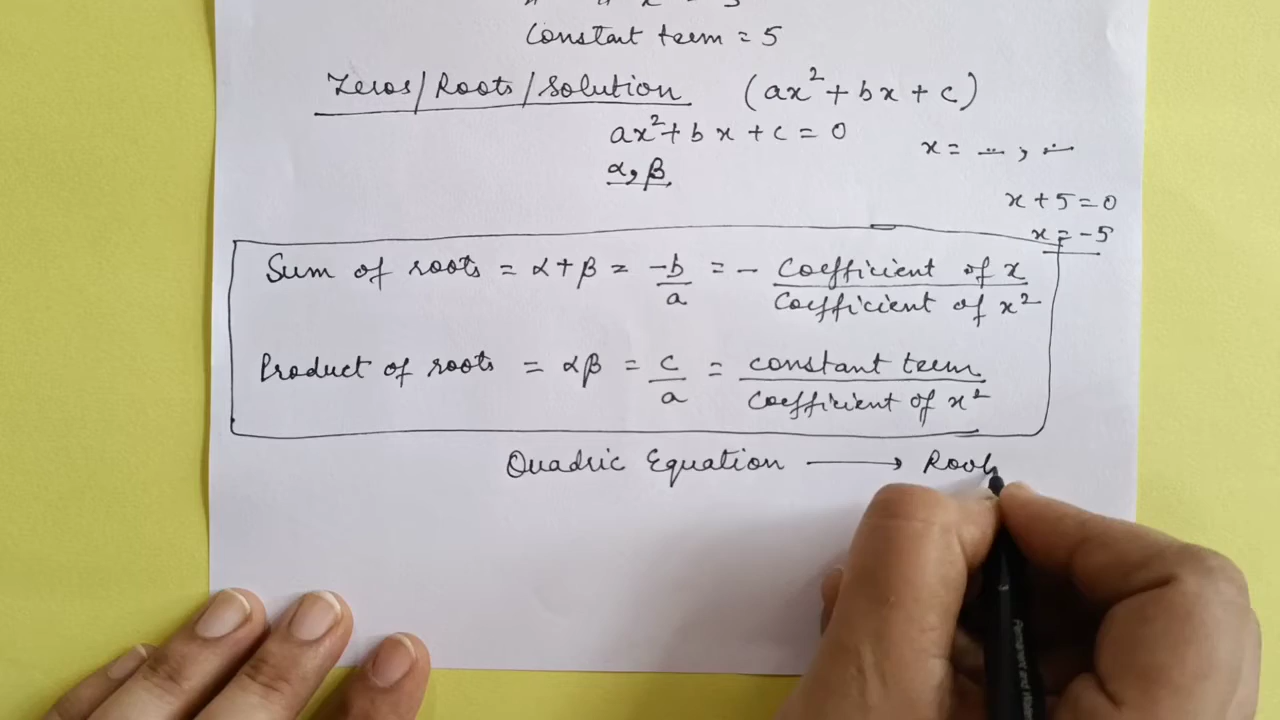 Constant term = 5
Zeros/Roots/solution (ax²+ bx + c)
ax²+ b x + c = 0
x = — , —
α, β
x + 5 = 0
x = -5
Sum of roots = α + β = -b/a = - Coefficient of x / Coefficient of x²
Product of roots = αβ = c/a = constant term / Coefficient of x²
Quadric Equation ⟶ Root